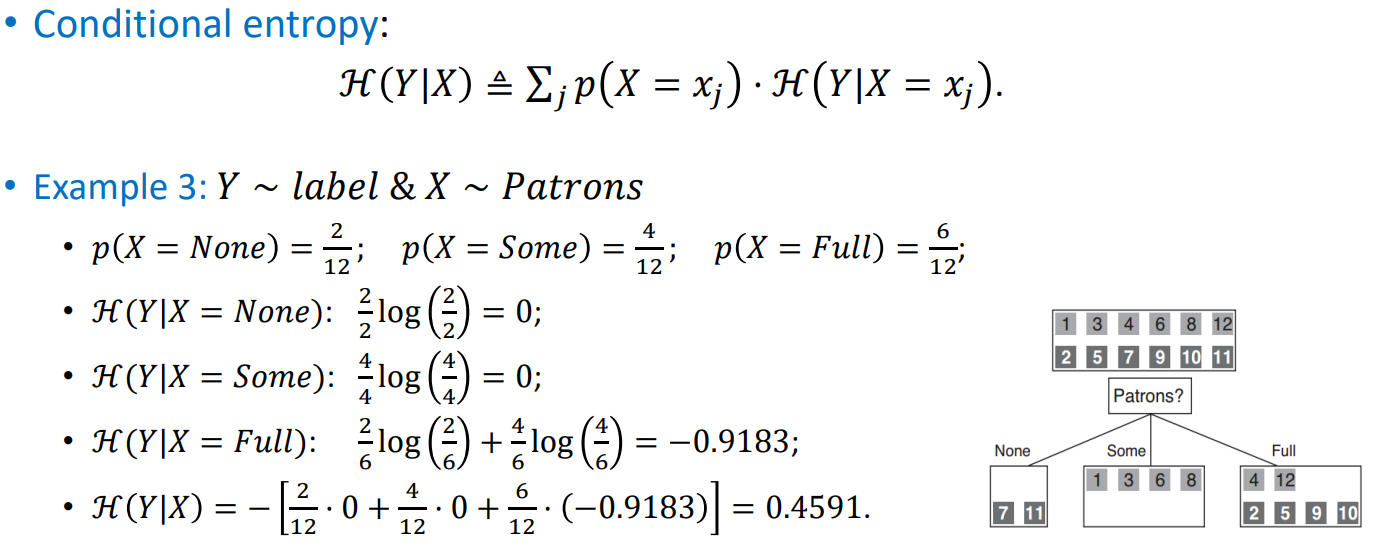 • Conditional entropy:
ℋ(Y|X) ≜ ∑ⱼ p(X = xⱼ) · ℋ(Y|X = xⱼ).
• Example 3: Y ~ label & X ~ Patrons
• p(X = None) = 2/12; p(X = Some) = 4/12; p(X = Full) = 6/12;
• ℋ(Y|X = None): 2/2 log(2/2) = 0;
• ℋ(Y|X = Some): 4/4 log(4/4) = 0;
• ℋ(Y|X = Full): 2/6 log(2/6) + 4/6 log(4/6) = −0.9183;
• ℋ(Y|X) = −[2/12 · 0 + 4/12 · 0 + 6/12 · (−0.9183)] = 0.4591.
1 3 4 6 8 12
2 5 7 9 10 11
Patrons?
None Some Full
1 3 6 8 4 12
7 11 2 5 9 10